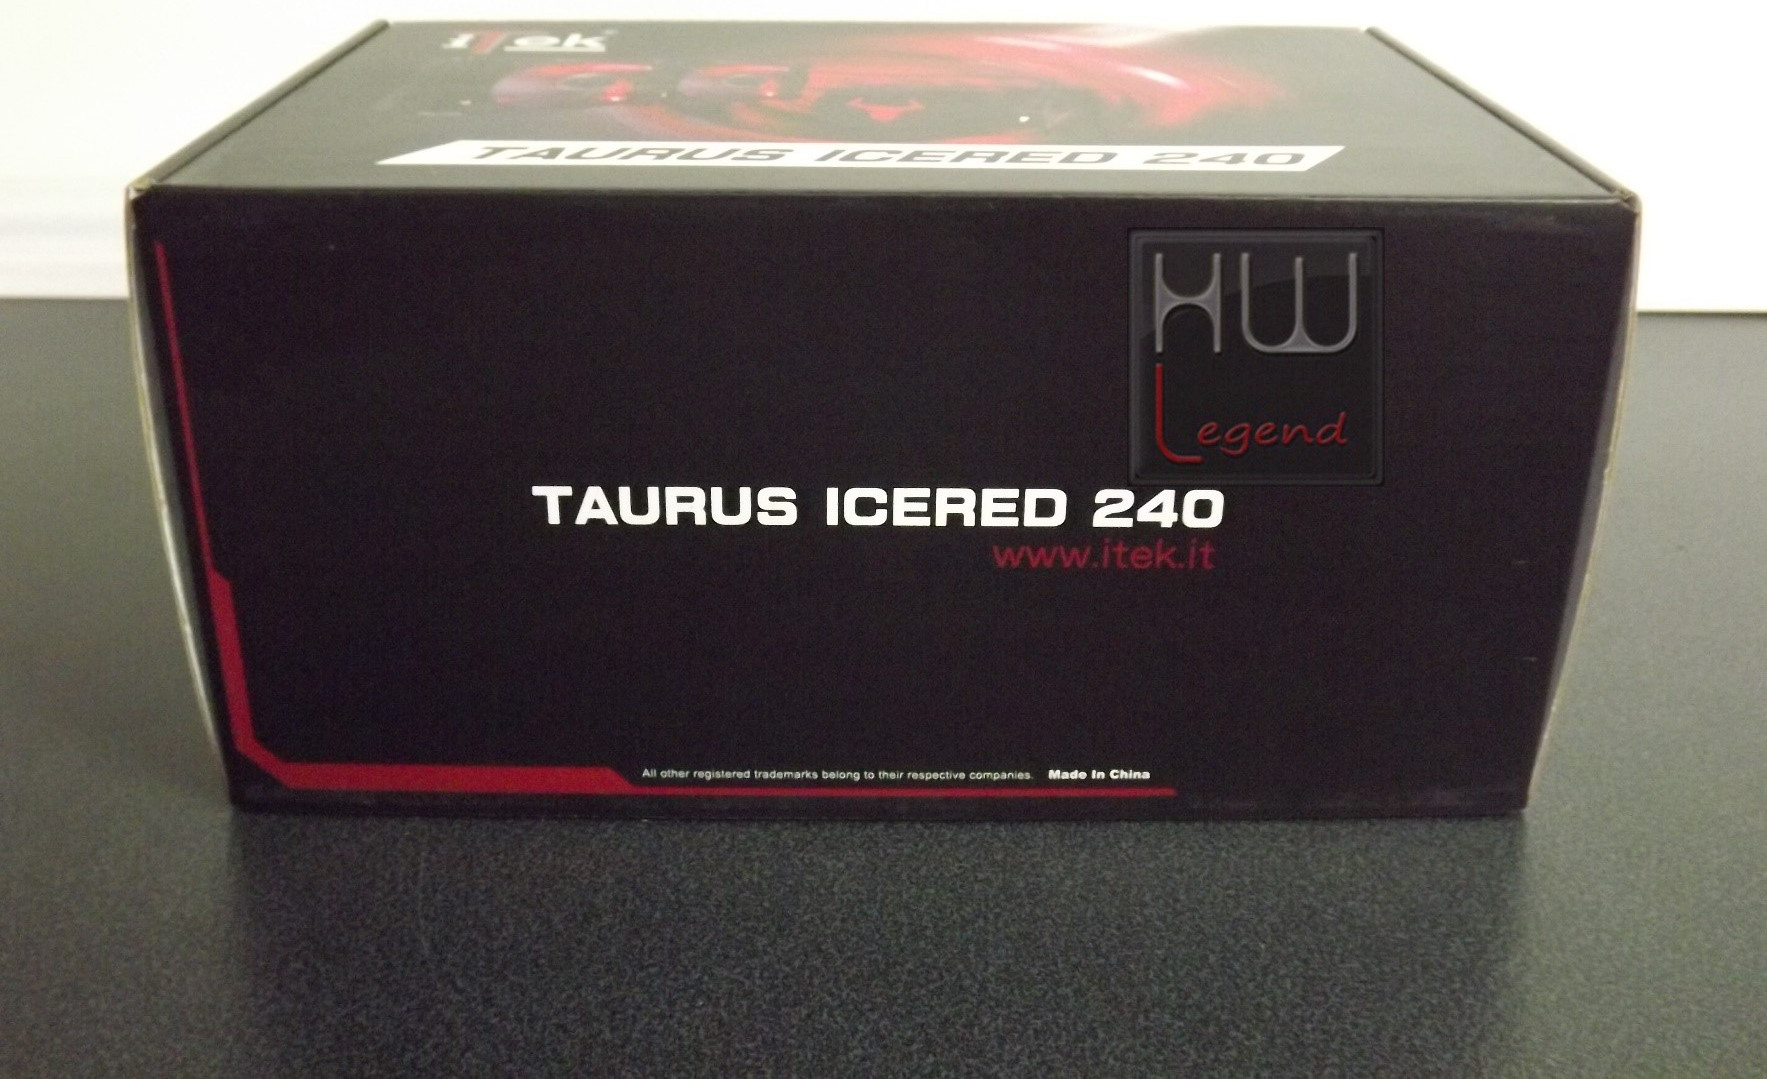 iTek
TAURUS ICERED 240
HW
Legend
TAURUS ICERED 240
www.itek.it
All other registered trademarks belong to their respective companies. Made In China